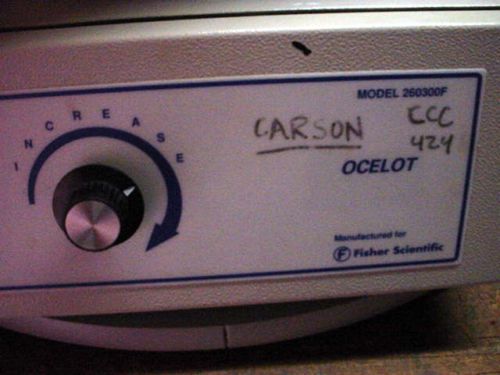 MODEL 260300F
INCREASE
CARSON
CCC
424
OCELOT
Manufactured for
F Fisher Scientific